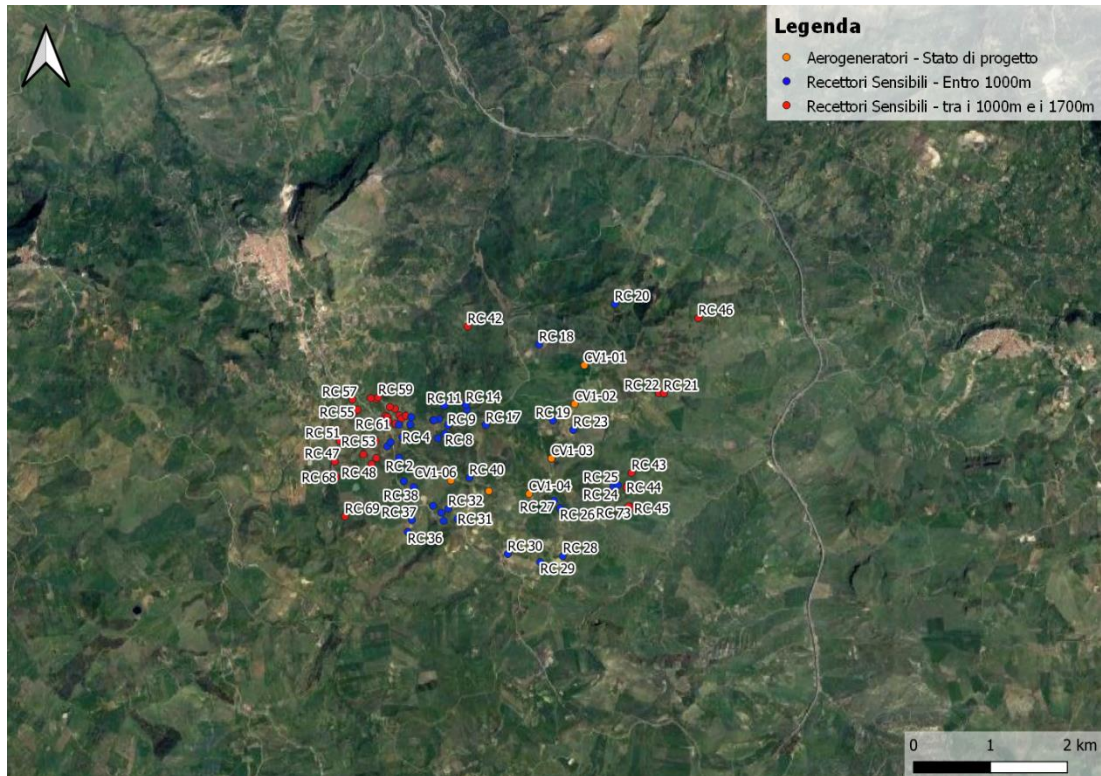 Legenda
Aerogeneratori - Stato di progetto
Recettori Sensibili - Entro 1000m
Recettori Sensibili - tra i 1000m e i 1700m
RC 20
RC 46
RC 42
RC 18
CV1-01
RC 22
RC 21
RC 57
RC 59
RC 11
RC 14
CV1-02
RC 55
RC 61
RC 9
RC 17
RC 19
RC 23
RC 51
RC 53
RC 4
RC 8
RC 47
RC 48
RC 2
CV1-03
RC 68
CV1-06
RC 40
RC 25
RC 43
RC 38
CV1-04
RC 24
RC 44
RC 69
RC 37
RC 32
RC 31
RC 27
RC 26
RC 73
RC 45
RC 36
RC 30
RC 28
RC 29
0 1 2 km